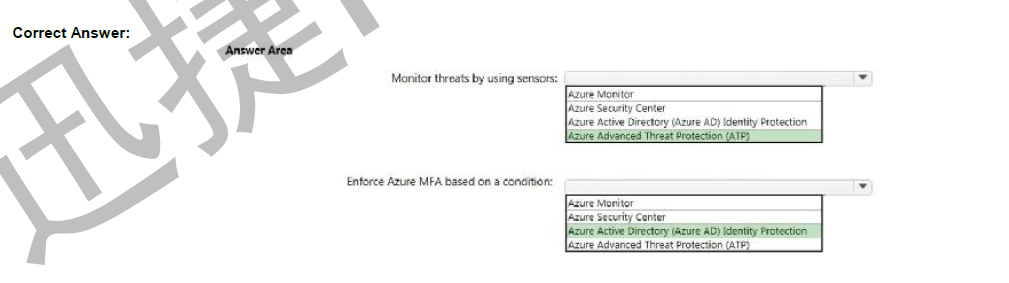 Correct Answer:
Answer Area
Monitor threats by using sensors:
Azure Monitor
Azure Security Center
Azure Active Directory (Azure AD) Identity Protection
Azure Advanced Threat Protection (ATP)
Enforce Azure MFA based on a condition:
Azure Monitor
Azure Security Center
Azure Active Directory (Azure AD) Identity Protection
Azure Advanced Threat Protection (ATP)
迅捷